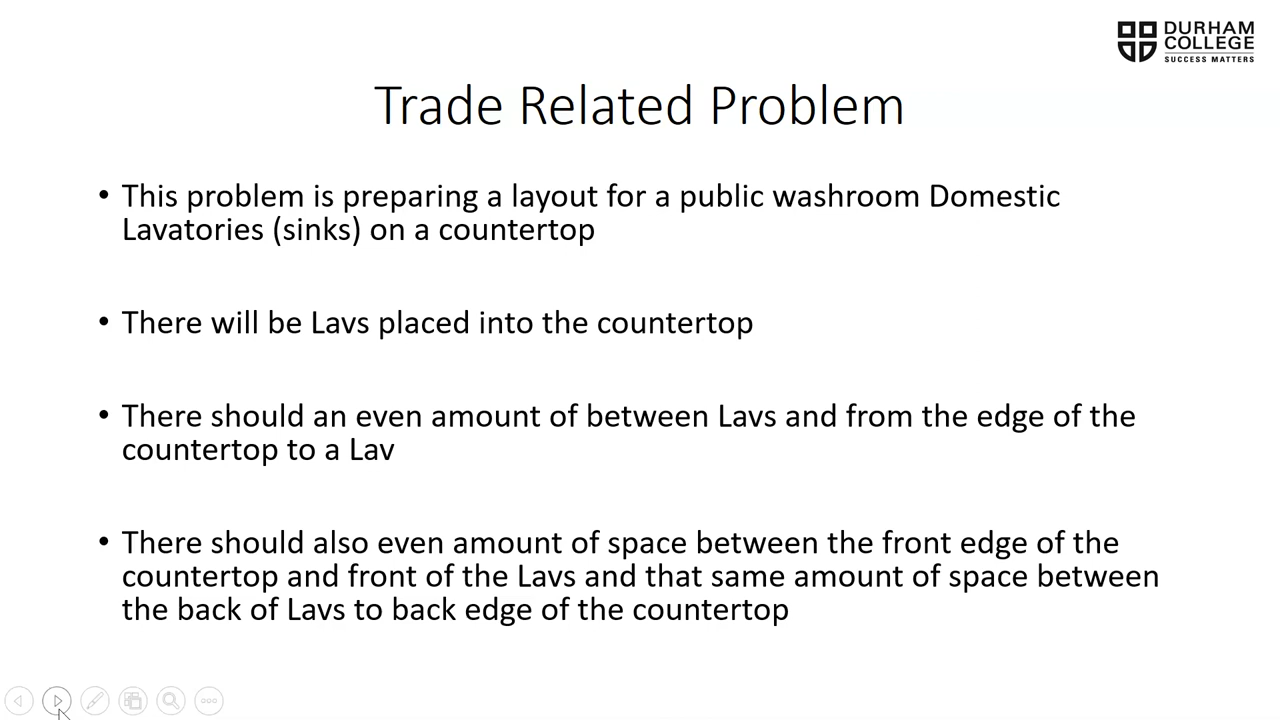 DURHAM
COLLEGE
SUCCESS MATTERS
Trade Related Problem
• This problem is preparing a layout for a public washroom Domestic
Lavatories (sinks) on a countertop
• There will be Lavs placed into the countertop
• There should an even amount of between Lavs and from the edge of the
countertop to a Lav
• There should also even amount of space between the front edge of the
countertop and front of the Lavs and that same amount of space between
the back of Lavs to back edge of the countertop